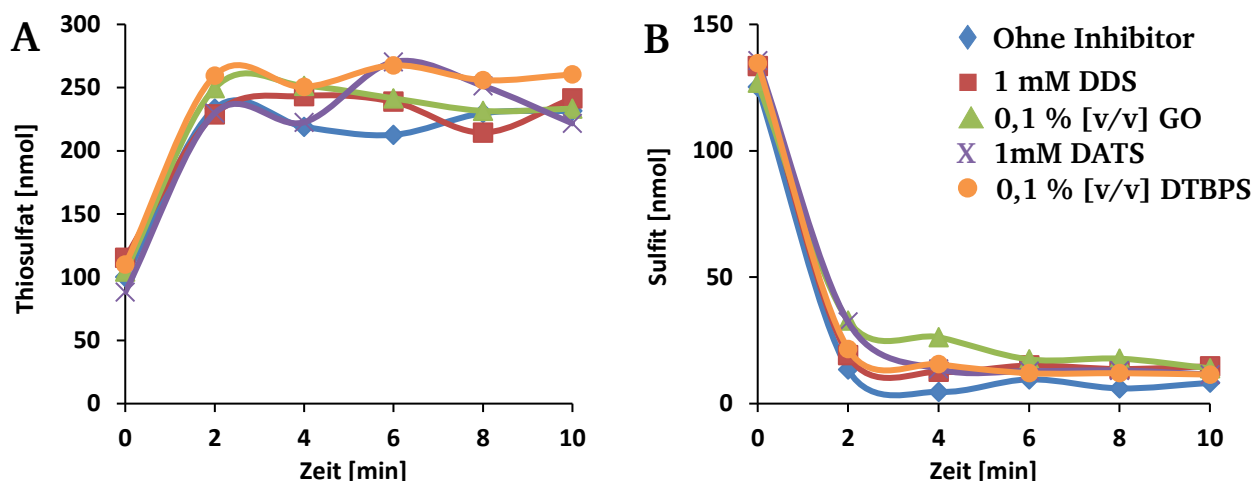 A
300
250
200
150
100
50
0
Thiosulfat [nmol]
0 2 4 6 8 10
Zeit [min]
B
150
100
50
0
Sulfit [nmol]
0 2 4 6 8 10
Zeit [min]
Ohne Inhibitor
1 mM DDS
0,1 % [v/v] GO
1mM DATS
0,1 % [v/v] DTBPS